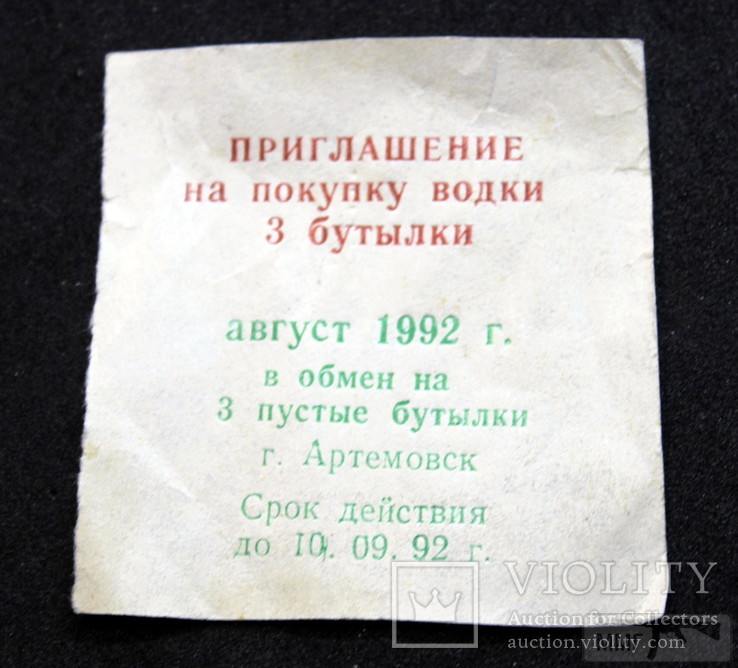 ПРИГЛАШЕНИЕ
на покупку водки
3 бутылки
август 1992 г.
в обмен на
3 пустые бутылки
г. Артемовск
Срок действия
до 10. 09. 92 г.
VIOLITY
Auction for Collectors
auction.violity.com